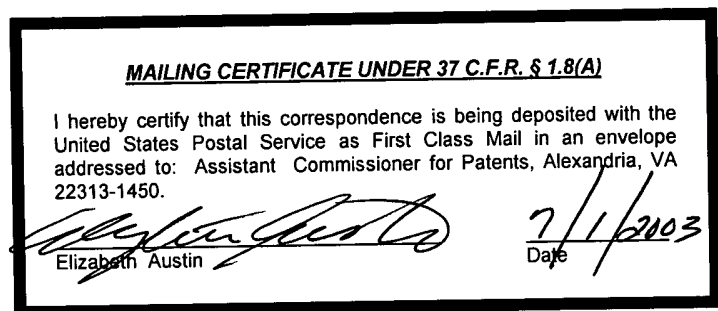 MAILING CERTIFICATE UNDER 37 C.F.R. § 1.8(A)
I hereby certify that this correspondence is being deposited with the
United States Postal Service as First Class Mail in an envelope
addressed to: Assistant Commissioner for Patents, Alexandria, VA
22313-1450.
Elizabeth Austin 7/1/2003
Elizabeth Austin Date